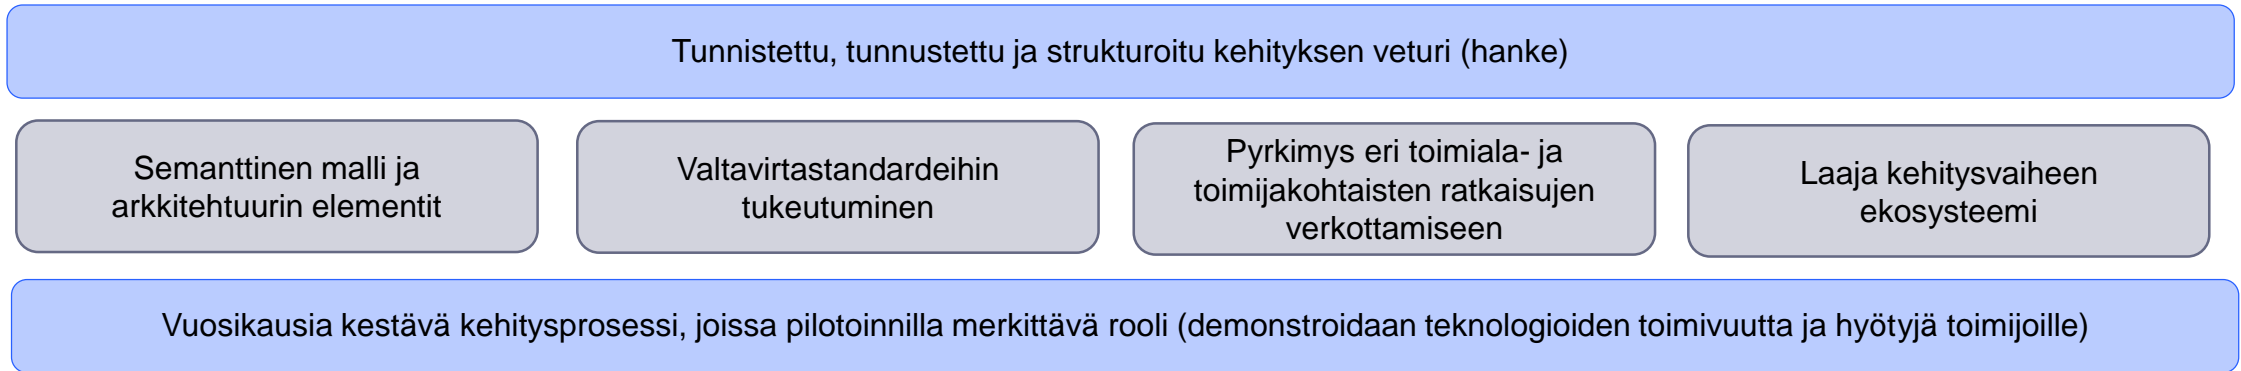 Tunnistettu, tunnustettu ja strukturoitu kehityksen veturi (hanke)
Semanttinen malli ja
arkkitehtuurin elementit
Valtavirtastandardeihin
tukeutuminen
Pyrkimys eri toimiala- ja
toimijakohtaisten ratkaisujen
verkottamiseen
Laaja kehitysvaiheen
ekosysteemi
Vuosikausia kestävä kehitysprosessi, joissa pilotoinnilla merkittävä rooli (demonstroidaan teknologioiden toimivuutta ja hyötyjä toimijoille)